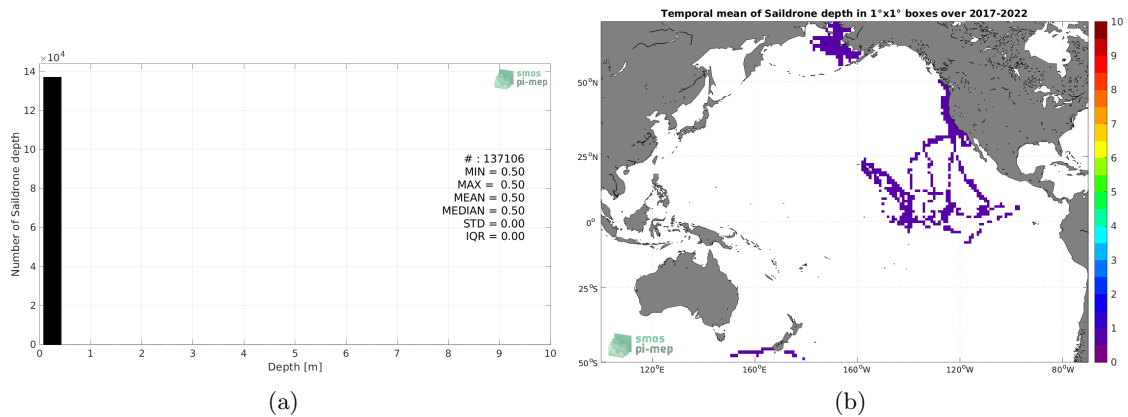 ×10⁴
14
12
10
8
6
4
2
0
Number of Saildrone depth
0 1 2 3 4 5 6 7 8 9 10
Depth [m]
smos
pi-mep
# : 137106
MIN = 0.50
MAX = 0.50
MEAN = 0.50
MEDIAN = 0.50
STD = 0.00
IQR = 0.00
(a)
Temporal mean of Saildrone depth in 1°x1° boxes over 2017-2022
50°N
25°N
0°
25°S
50°S
120°E 160°E 160°W 120°W 80°W
smos
pi-mep
10
9
8
7
6
5
4
3
2
1
0
(b)